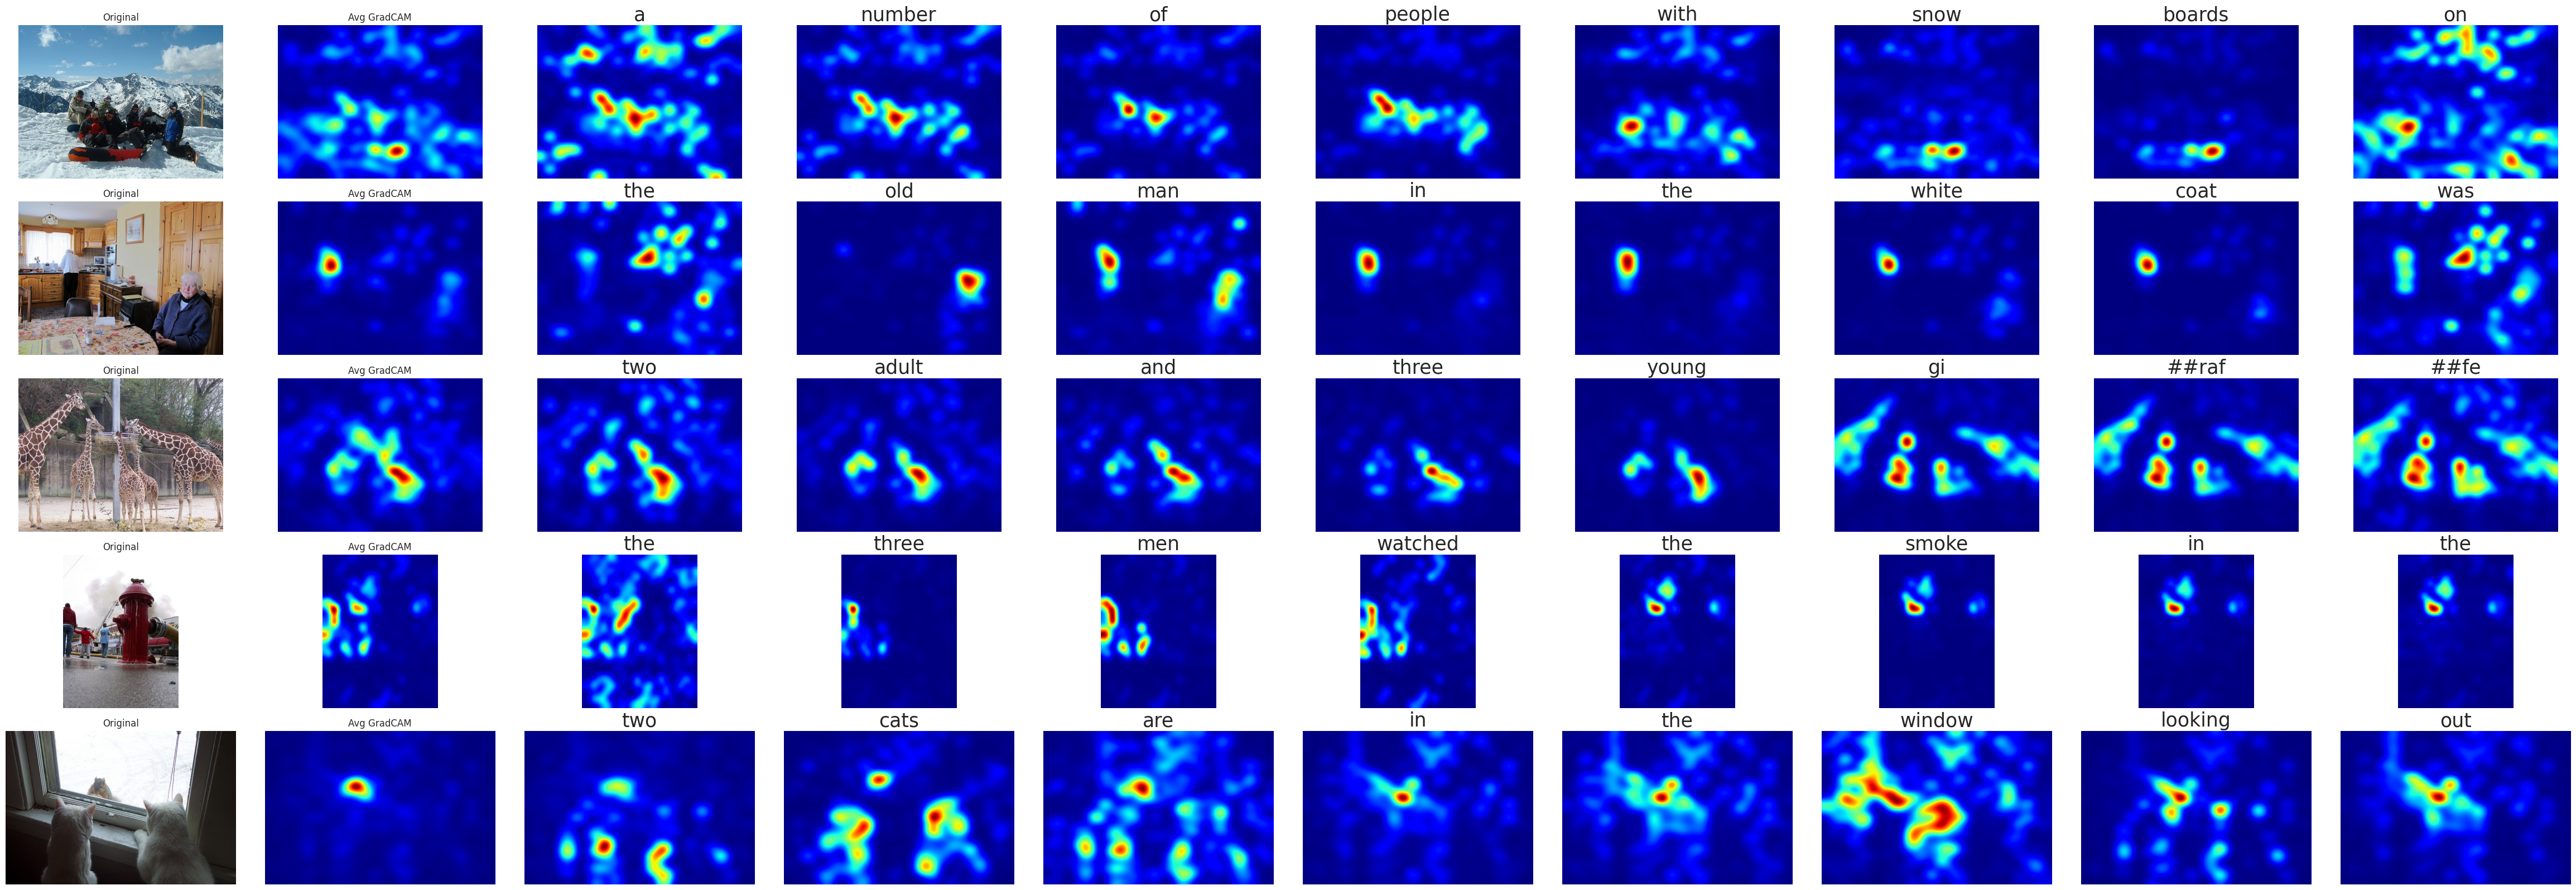 Original Avg GradCAM a number of people with snow boards on
Original Avg GradCAM the old man in the white coat was
Original Avg GradCAM two adult and three young gi ##raf ##fe
Original Avg GradCAM the three men watched the smoke in the
Original Avg GradCAM two cats are in the window looking out